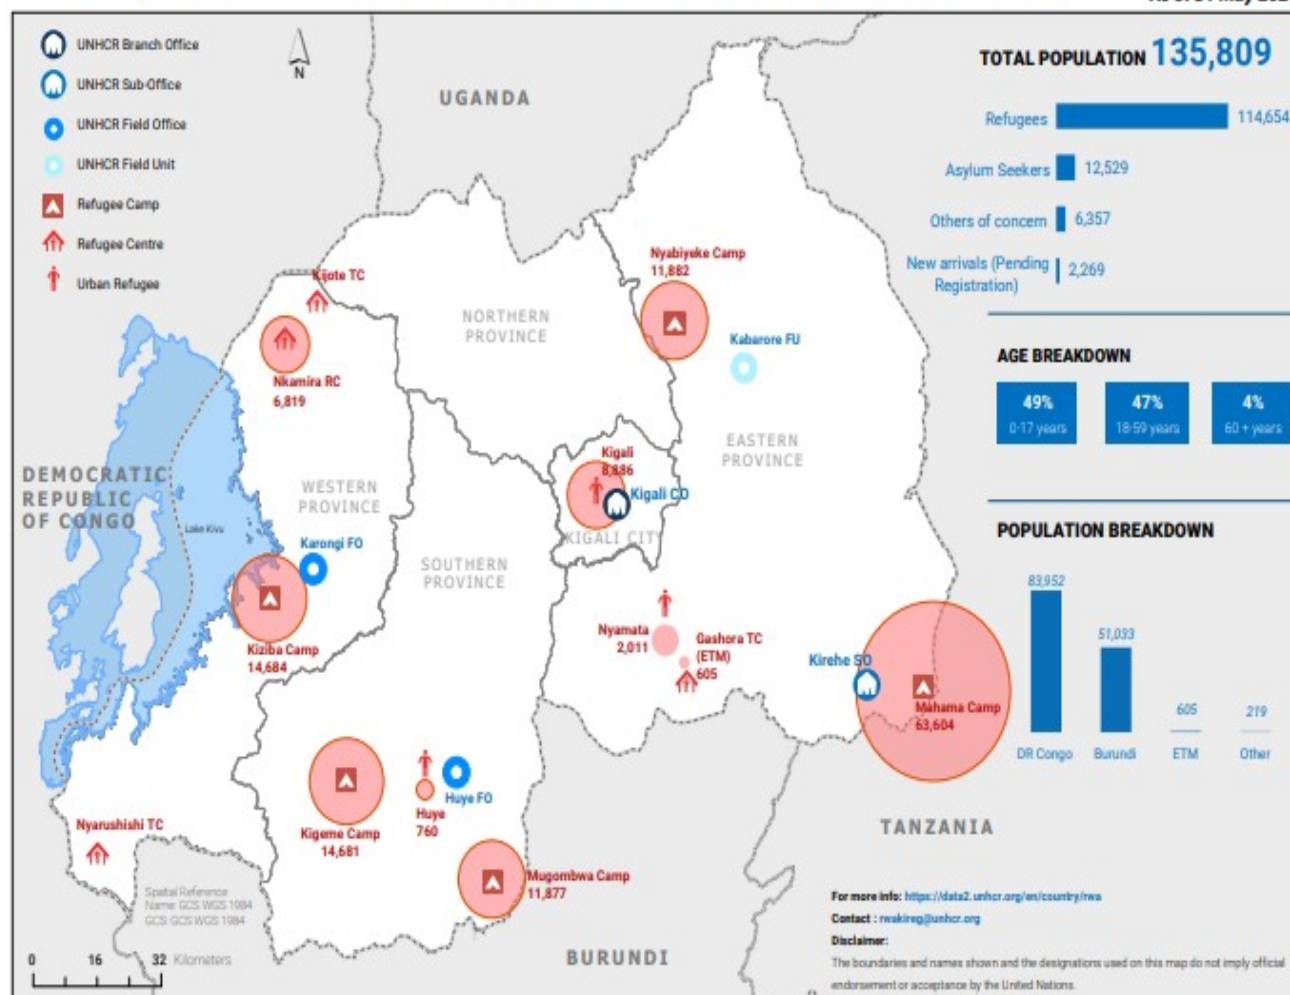 UNHCR Branch Office
UNHCR Sub-Office
UNHCR Field Office
UNHCR Field Unit
Refugee Camp
Refugee Centre
Urban Refugee
N
UGANDA
TOTAL POPULATION 135,809
Refugees 114,654
Asylum Seekers 12,529
Others of concern 6,357
New arrivals (Pending
Registration) 2,269
AGE BREAKDOWN
49%
0-17 years
47%
18-59 years
4%
60 + years
POPULATION BREAKDOWN
83,952
DR Congo
51,033
Burundi
605
ETM
219
Other
Kijote TC
Nkamira RC
6,819
NORTHERN
PROVINCE
Nyabiyeke Camp
11,882
Kabarore FU
EASTERN
PROVINCE
DEMOCRATIC
REPUBLIC
OF CONGO
Lake Kivu
WESTERN
PROVINCE
Karongi FO
Kiziba Camp
14,684
SOUTHERN
PROVINCE
Kigali
8,886
Kigali CO
KIGALI CITY
Nyamata
2,011
Gashora TC
(ETM)
605
Kirehe SO
Mahama Camp
63,604
Kigeme Camp
14,681
Huye
760
Huye FO
Mugombwa Camp
11,877
Nyarushishi TC
TANZANIA
BURUNDI
Spatial Reference
Name: GCS WGS 1984
GCS: GCS WGS 1984
0 16 32 Kilometers
For more info: https://data2.unhcr.org/en/country/rwa
Contact : rwakireg@unhcr.org
Disclaimer:
The boundaries and names shown and the designations used on this map do not imply official
endorsement or acceptance by the United Nations.